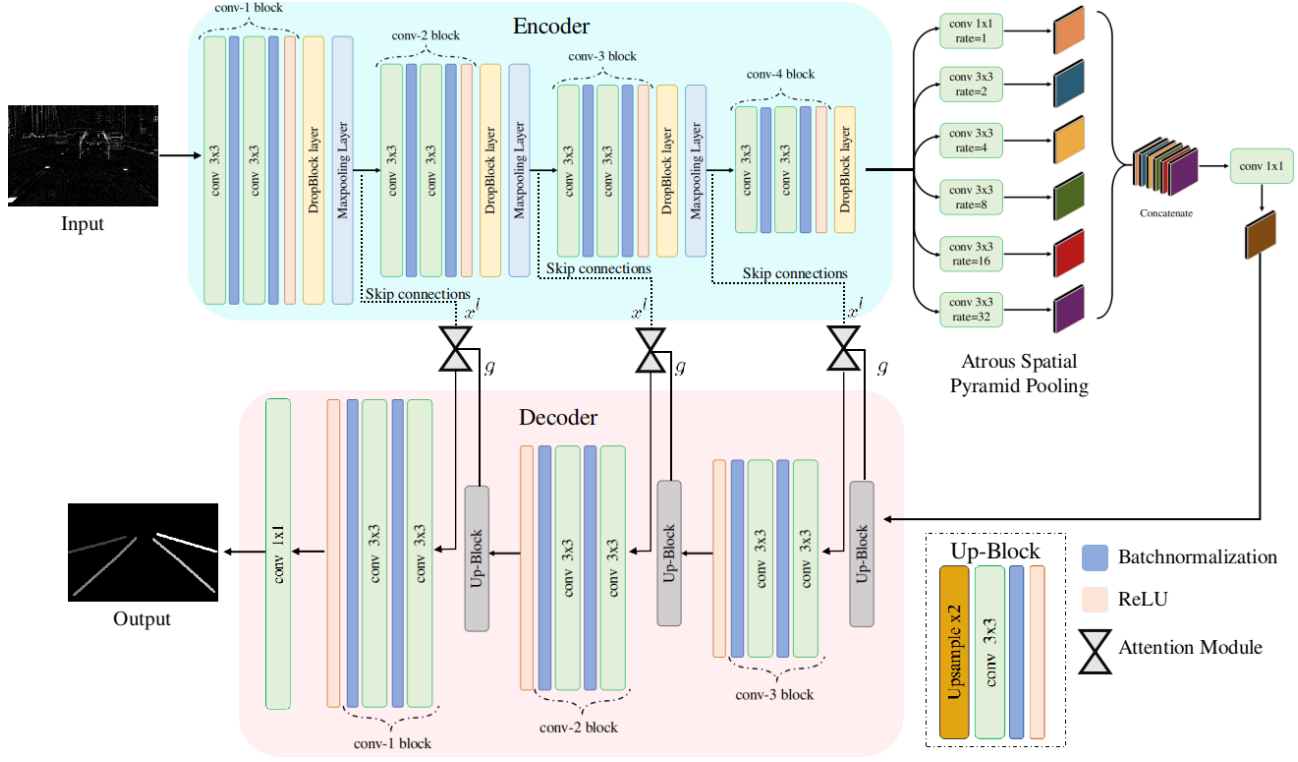 Encoder
conv-1 block
conv-2 block
conv-3 block
conv-4 block
Input
conv 3x3
conv 3x3
DropBlock layer
Maxpooling Layer
conv 3x3
conv 3x3
DropBlock layer
Maxpooling Layer
conv 3x3
conv 3x3
DropBlock layer
Maxpooling Layer
conv 3x3
conv 3x3
DropBlock layer
Skip connections
Skip connections
Skip connections
x^l
x^l
x^l
g
g
g
conv 1x1
rate=1
conv 3x3
rate=2
conv 3x3
rate=4
conv 3x3
rate=8
conv 3x3
rate=16
conv 3x3
rate=32
Concatenate
conv 1x1
Atrous Spatial
Pyramid Pooling
Decoder
Output
conv 1x1
conv 3x3
conv 3x3
Up-Block
conv 3x3
conv 3x3
Up-Block
conv 3x3
conv 3x3
Up-Block
conv-1 block
conv-2 block
conv-3 block
Up-Block
Upsample x2
conv 3x3
Batchnormalization
ReLU
Attention Module